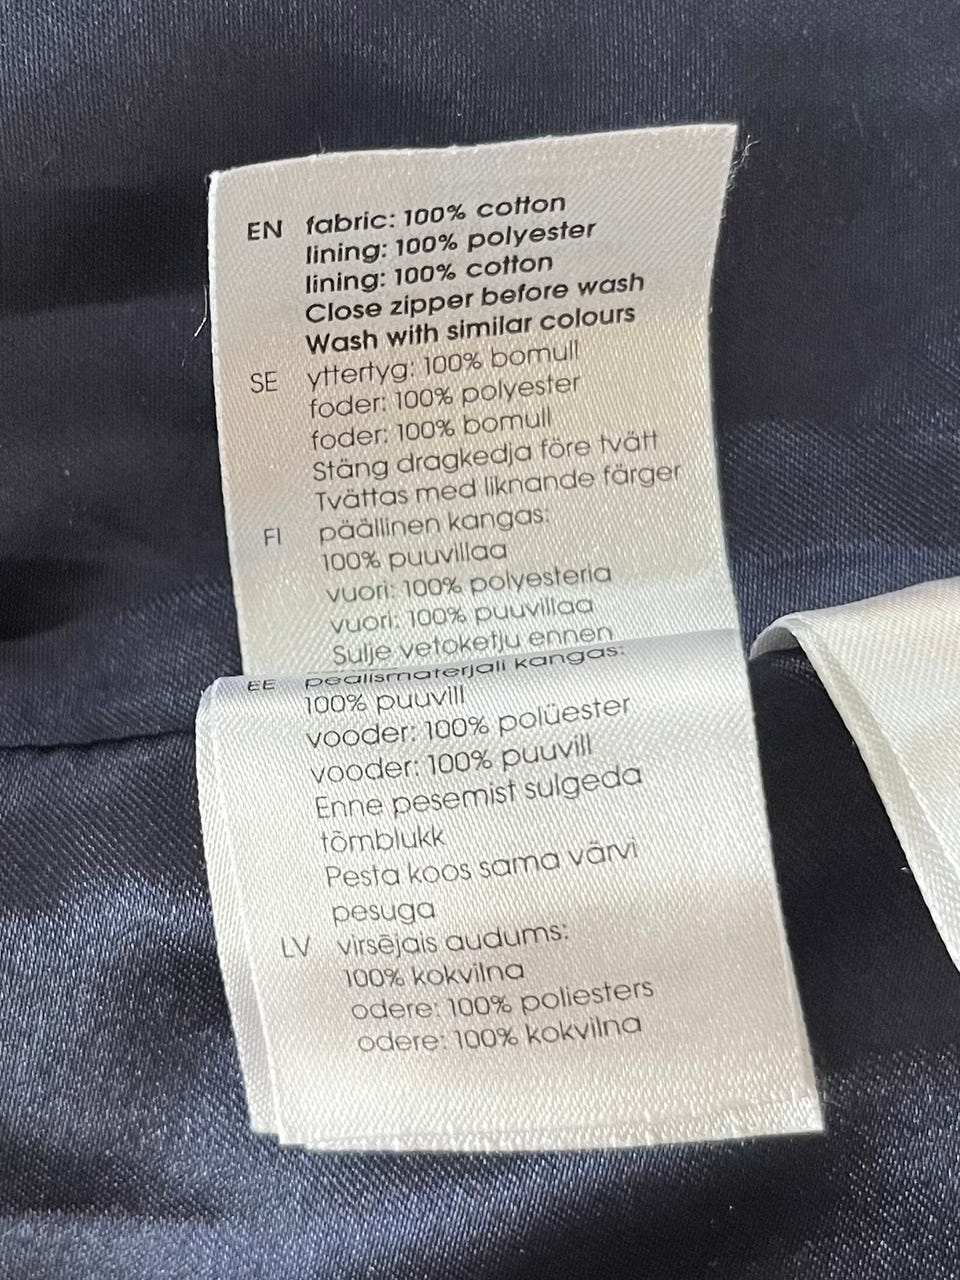 EN fabric: 100% cotton
lining: 100% polyester
lining: 100% cotton
Close zipper before wash
Wash with similar colours
SE yttertyg: 100% bomull
foder: 100% polyester
foder: 100% bomull
Stäng dragkedja före tvätt
Tvättas med liknande färger
FI päällinen kangas:
100% puuvillaa
vuori: 100% polyesteria
vuori: 100% puuvillaa
Sulje vetoketju ennen
EE pealismaterjali kangas:
100% puuvill
vooder: 100% polüester
vooder: 100% puuvill
Enne pesemist sulgeda
tõmblukk
Pesta koos sama värvi
pesuga
LV virsējais audums:
100% kokvilna
odere: 100% poliesters
odere: 100% kokvilna